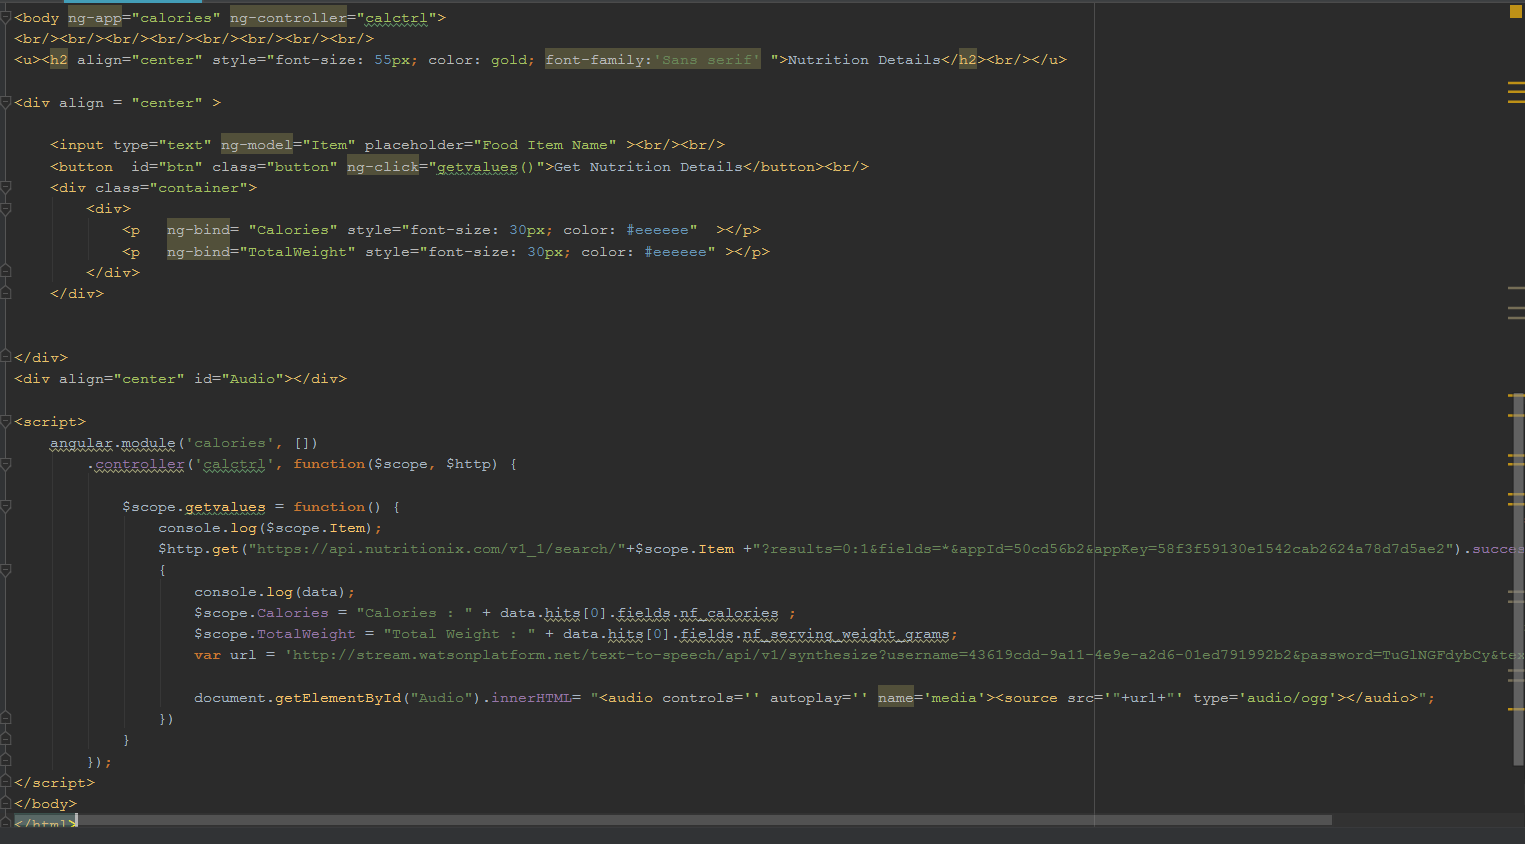 <body ng-app="calories" ng-controller="calctrl">
<br/><br/><br/><br/><br/><br/><br/><br/>
<u><h2 align="center" style="font-size: 55px; color: gold; font-family:'Sans serif' ">Nutrition Details</h2><br/></u>
<div align = "center" >
<input type="text" ng-model="Item" placeholder="Food Item Name" ><br/><br/>
<button  id="btn" class="button" ng-click="getvalues()">Get Nutrition Details</button><br/>
<div class="container">
<div>
<p   ng-bind= "Calories" style="font-size: 30px; color: #eeeeee"  ></p>
<p   ng-bind="TotalWeight" style="font-size: 30px; color: #eeeeee" ></p>
</div>
</div>
</div>
<div align="center" id="Audio"></div>
<script>
angular.module('calories', [])
.controller('calctrl', function($scope, $http) {
$scope.getvalues = function() {
console.log($scope.Item);
$http.get("https://api.nutritionix.com/v1_1/search/"+$scope.Item +"?results=0:1&fields=*&appId=50cd56b2&appKey=58f3f59130e1542cab2624a78d7d5ae2").succes
{
console.log(data);
$scope.Calories = "Calories : " + data.hits[0].fields.nf_calories ;
$scope.TotalWeight = "Total Weight : " + data.hits[0].fields.nf_serving_weight_grams;
var url = 'http://stream.watsonplatform.net/text-to-speech/api/v1/synthesize?username=43619cdd-9a11-4e9e-a2d6-01ed791992b2&password=TuGlNGFdybCy&tex
document.getElementById("Audio").innerHTML= "<audio controls='' autoplay='' name='media'><source src='"+url+"' type='audio/ogg'></audio>";
})
}
});
</script>
</body>
</html>